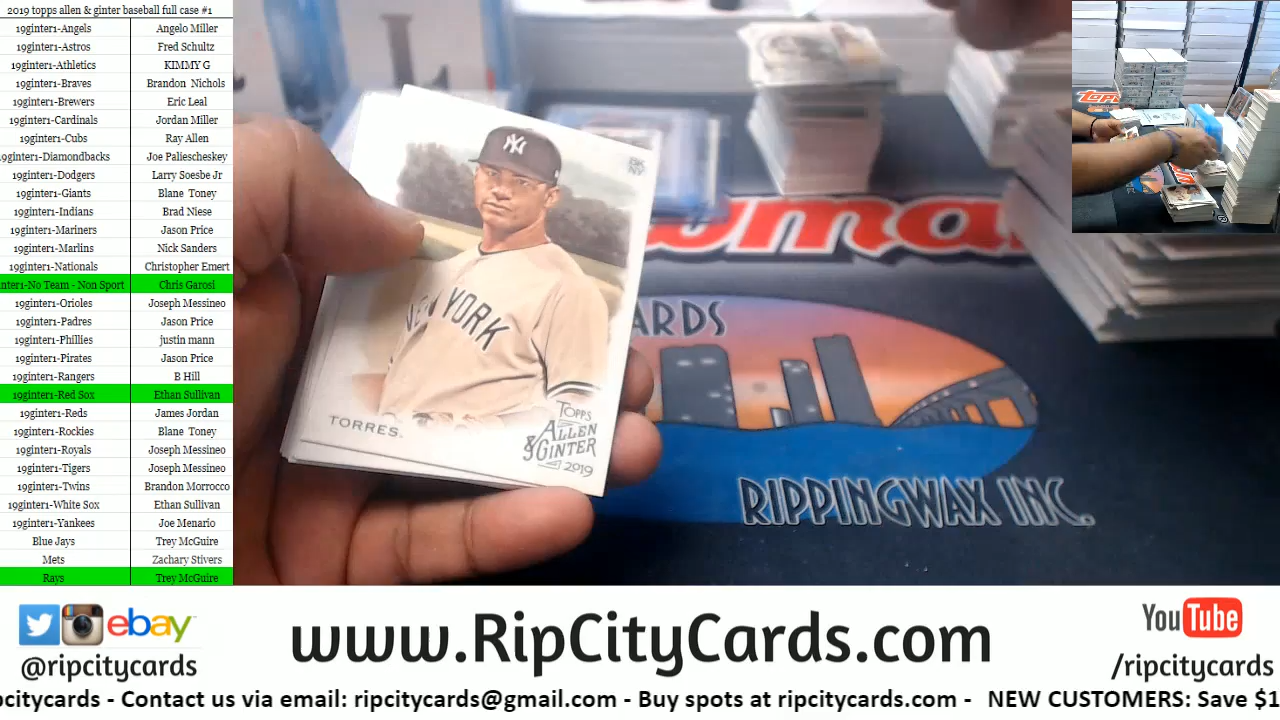 2019 topps allen & ginter baseball full case #1
19ginter1-Angels Angelo Miller
19ginter1-Astros Fred Schultz
19ginter1-Athletics KIMMY G
19ginter1-Braves Brandon Nichols
19ginter1-Brewers Eric Leal
19ginter1-Cardinals Jordan Miller
19ginter1-Cubs Ray Allen
9ginter1-Diamondbacks Joe Paliescheskey
19ginter1-Dodgers Larry Soesbe Jr
19ginter1-Giants Blane Toney
19ginter1-Indians Brad Niese
19ginter1-Mariners Jason Price
19ginter1-Marlins Nick Sanders
19ginter1-Nationals Christopher Emert
nter1-No Team - Non Sport Chris Garosi
19ginter1-Orioles Joseph Messineo
19ginter1-Padres Jason Price
19ginter1-Phillies justin mann
19ginter1-Pirates Jason Price
19ginter1-Rangers B Hill
19ginter1-Red Sox Ethan Sullivan
19ginter1-Reds James Jordan
19ginter1-Rockies Blane Toney
19ginter1-Royals Joseph Messineo
19ginter1-Tigers Joseph Messineo
19ginter1-Twins Brandon Morrocco
19ginter1-White Sox Ethan Sullivan
19ginter1-Yankees Joe Menario
Blue Jays Trey McGuire
Mets Zachary Stivers
Rays Trey McGuire
NY
NEW YORK
TORRES
TOPPS
ALLEN
& GINTER
2019
wman
ARDS
RIPPINGWAX INC.
topps
ebay
@ripcitycards
www.RipCityCards.com
YouTube
/ripcitycards
pcitycards - Contact us via email: ripcitycards@gmail.com - Buy spots at ripcitycards.com - NEW CUSTOMERS: Save $1